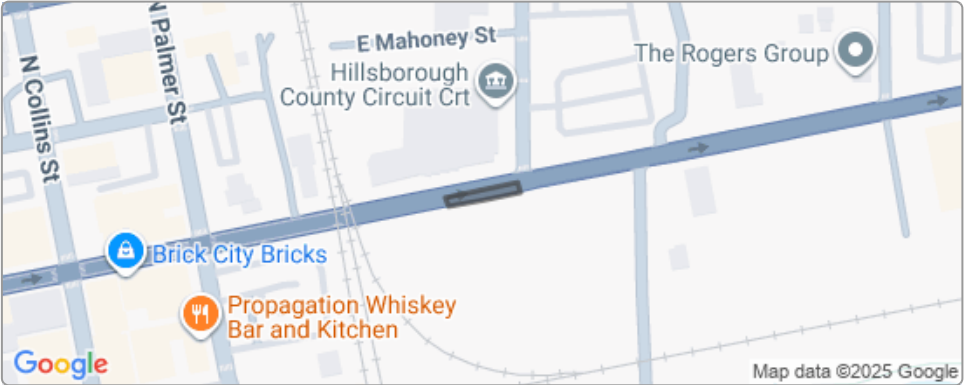 N Collins St
N Palmer St
E Mahoney St
Hillsborough
County Circuit Crt
The Rogers Group
Brick City Bricks
Propagation Whiskey
Bar and Kitchen
Google
Map data ©2025 Google